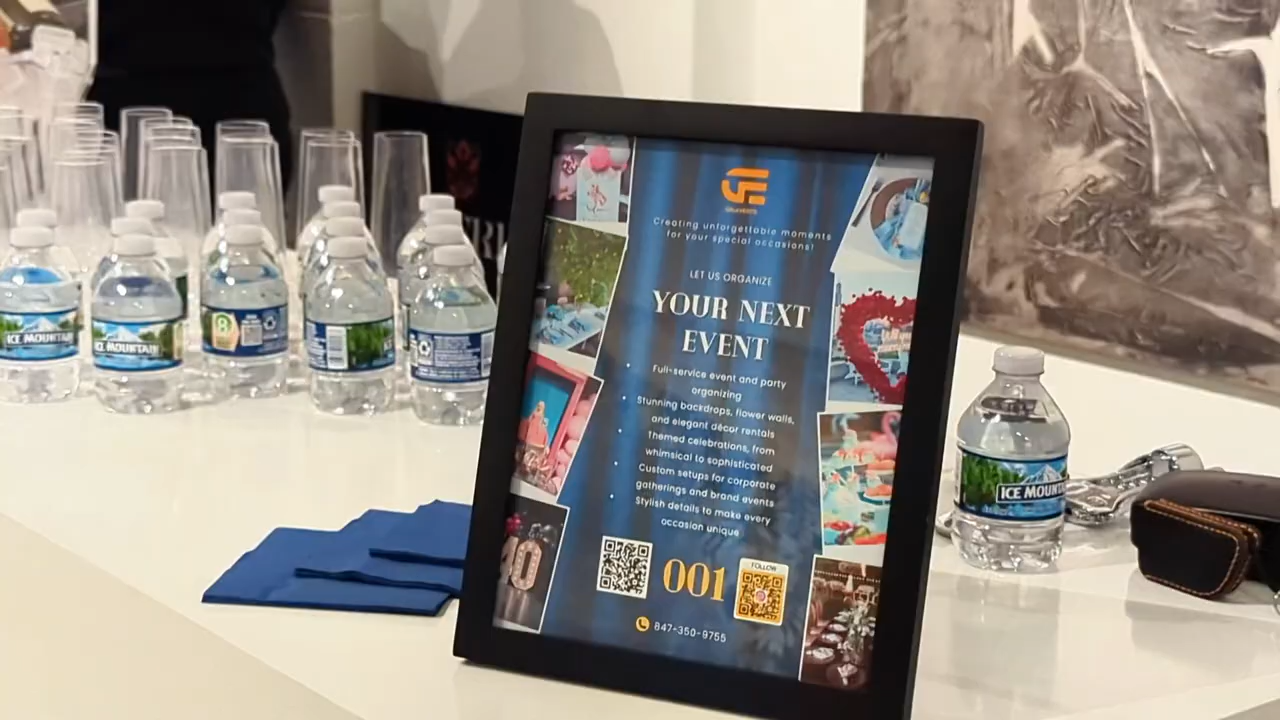 Creating unforgettable moments
for your special occasions!
LET US ORGANIZE
YOUR NEXT
EVENT
Full-service event and party
organizing
Stunning backdrops, flower walls,
and elegant décor rentals
Themed celebrations, from
whimsical to sophisticated
Custom setups for corporate
gatherings and brand events
Stylish details to make every
occasion unique
001
FOLLOW
847-350-9755
ICE MOUNTAIN
ICE MOUNTAIN
ICE MOUNTA